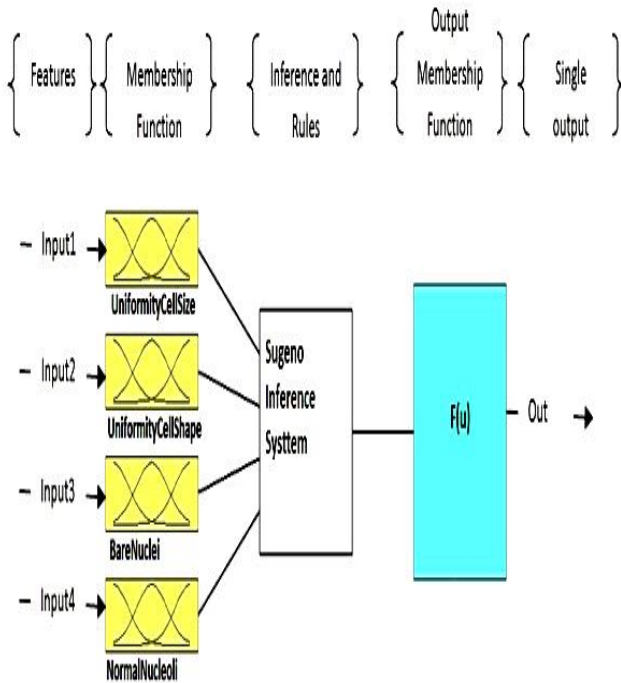 Features
Membership
Function
Inference and
Rules
Output
Membership
Function
Single
output
Input1
UniformityCellSize
Input2
UniformityCellShape
Input3
BareNuclei
Input4
NormalNucleoli
Sugeno
Inference
Systtem
F(u)
Out